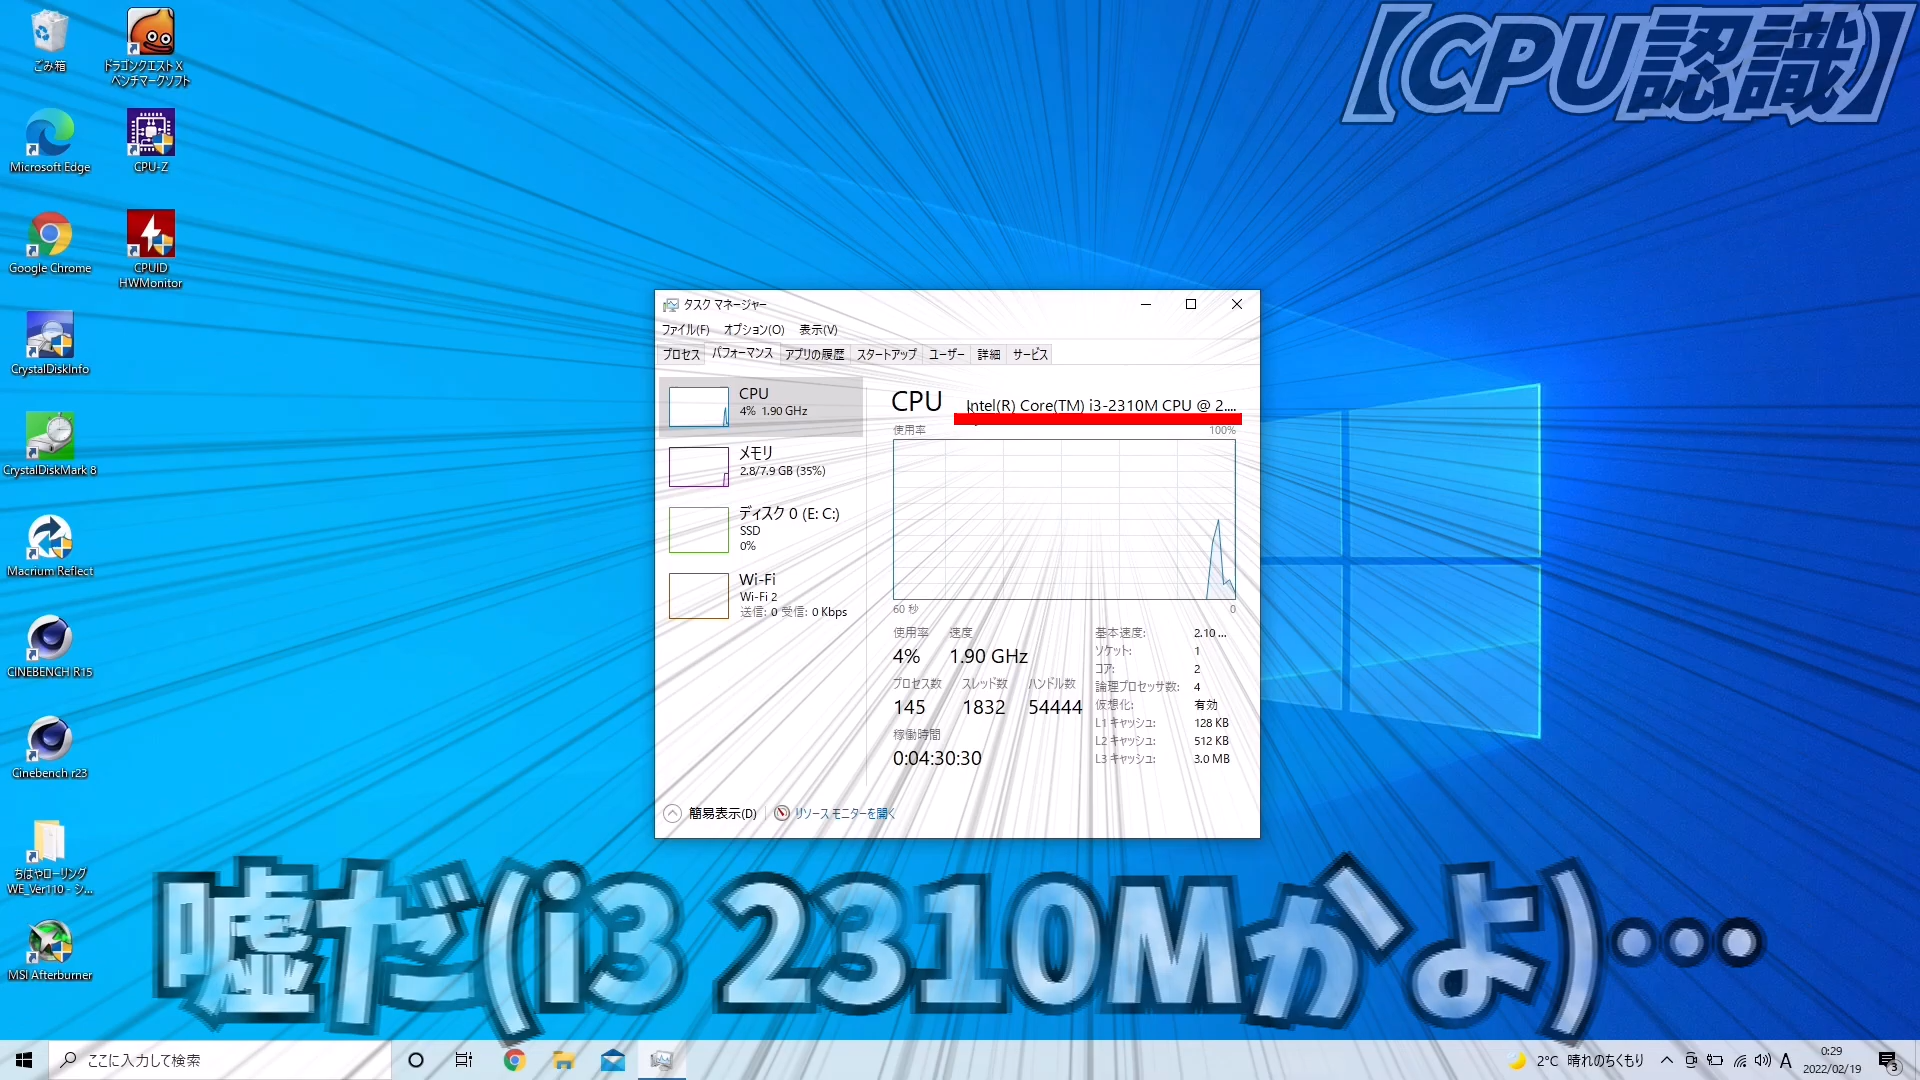 【CPU認識】
ごみ箱
ドラゴンクエストX
ベンチマークソフト
Microsoft Edge
CPU-Z
Google Chrome
CPUID
HWMonitor
CrystalDiskInfo
CrystalDiskMark 8
Macrium Reflect
CINEBENCH R15
Cinebench r23
ちはやローリング
WE_Ver110 - シ...
MSI Afterburner
タスク マネージャー
ファイル(F) オプション(O) 表示(V)
プロセス パフォーマンス アプリの履歴 スタートアップ ユーザー 詳細 サービス
CPU
4% 1.90 GHz
メモリ
2.8/7.9 GB (35%)
ディスク 0 (E: C:)
SSD
0%
Wi-Fi
Wi-Fi 2
送信: 0 受信: 0 Kbps
CPU Intel(R) Core(TM) i3-2310M CPU @ 2....
使用率 100%
60 秒 0
使用率 速度
4% 1.90 GHz
プロセス数 スレッド数 ハンドル数
145 1832 54444
稼働時間
0:04:30:30
基本速度: 2.10 ...
ソケット: 1
コア: 2
論理プロセッサ数: 4
仮想化: 有効
L1 キャッシュ: 128 KB
L2 キャッシュ: 512 KB
L3 キャッシュ: 3.0 MB
簡易表示(D) リソース モニターを開く
嘘だ(i3 2310Mかよ)…
ここに入力して検索
2°C 晴れのちくもり A 0:29
2022/02/19
3